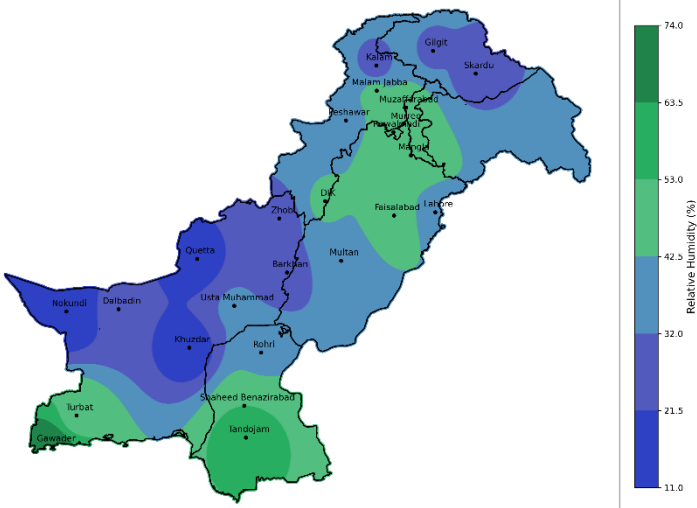 Gilgit
Kalam
Skardu
Malam Jabba
Muzaffarabad
Peshawar
Murree
Rawalpindi
Mangla
DIK
Zhob
Faisalabad
Lahore
Quetta
Multan
Barkhan
Nokundi
Dalbadin
Usta Muhammad
Khuzdar
Rohri
Shaheed Benazirabad
Turbat
Tandojam
Gawader
74.0
63.5
53.0
42.5
32.0
21.5
11.0
Relative Humidity (%)